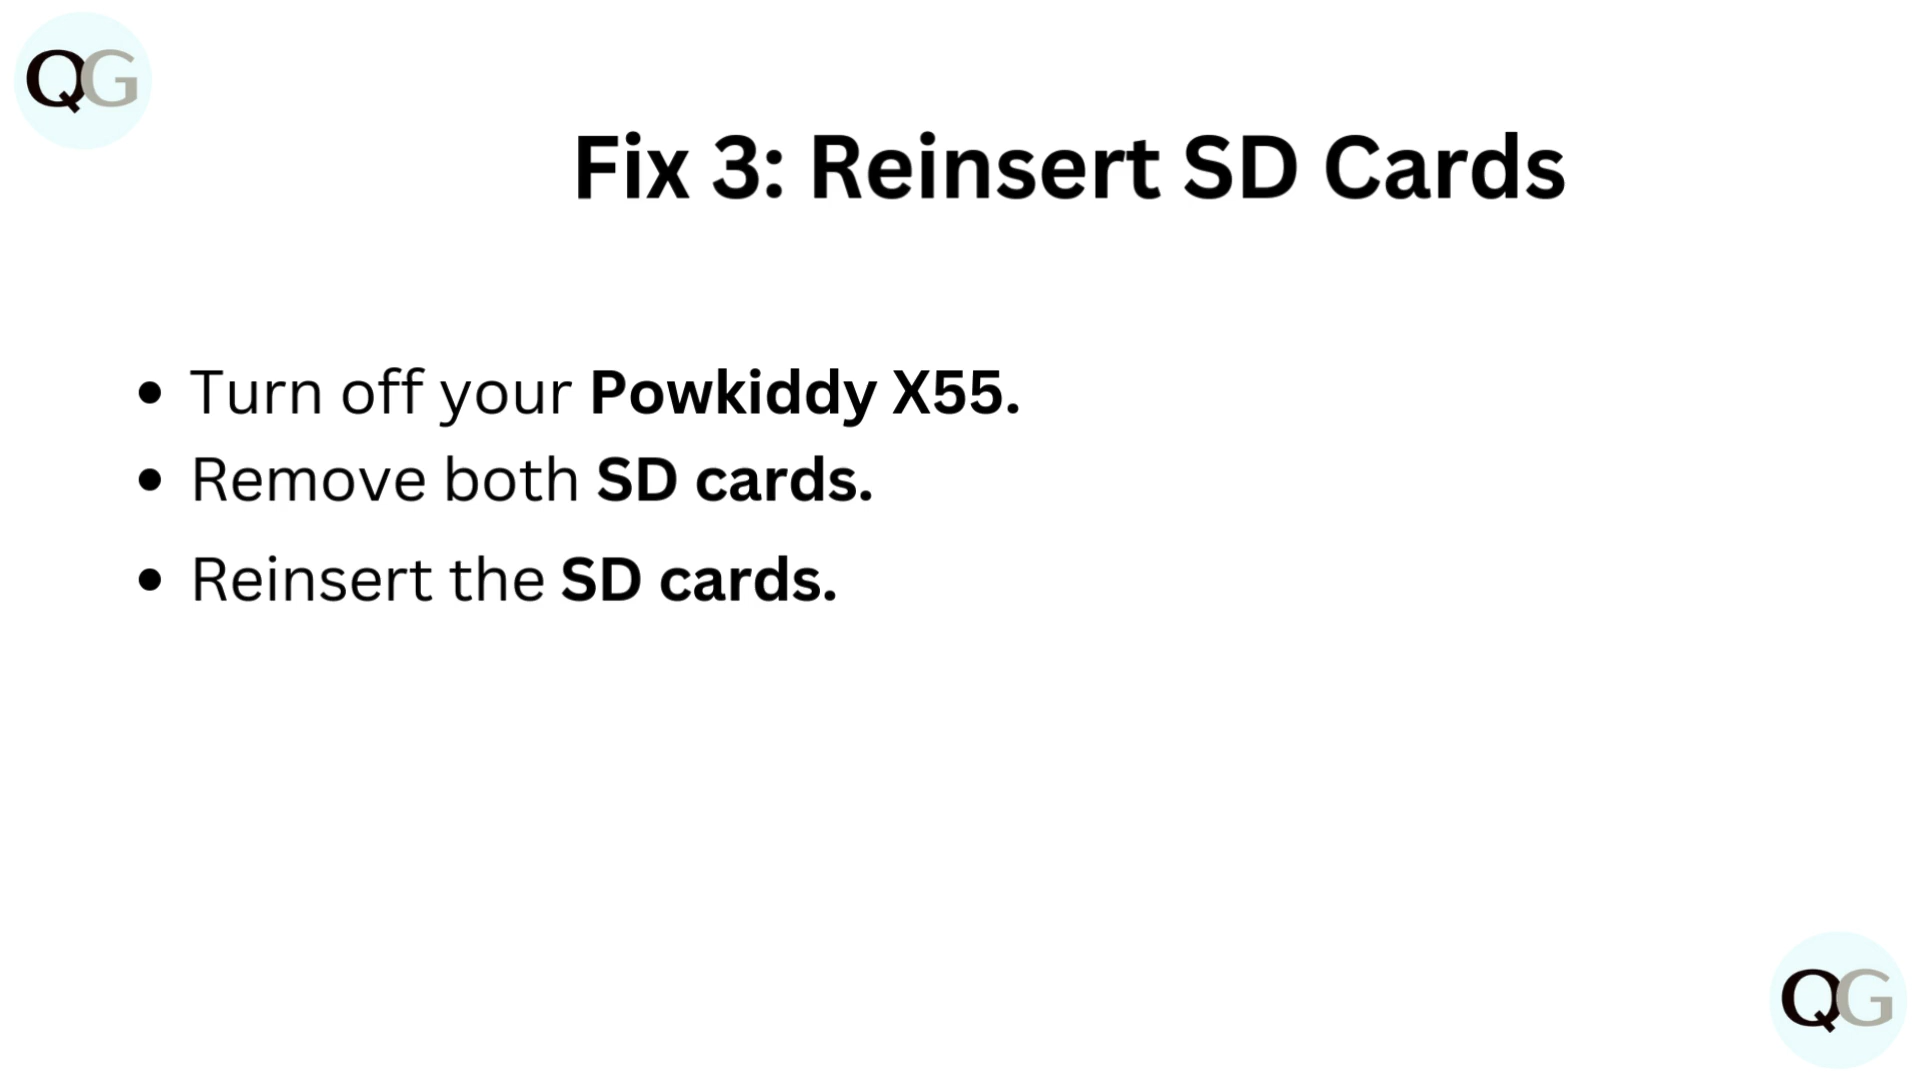 QG
Fix 3: Reinsert SD Cards
• Turn off your Powkiddy X55.
• Remove both SD cards.
• Reinsert the SD cards.
QG